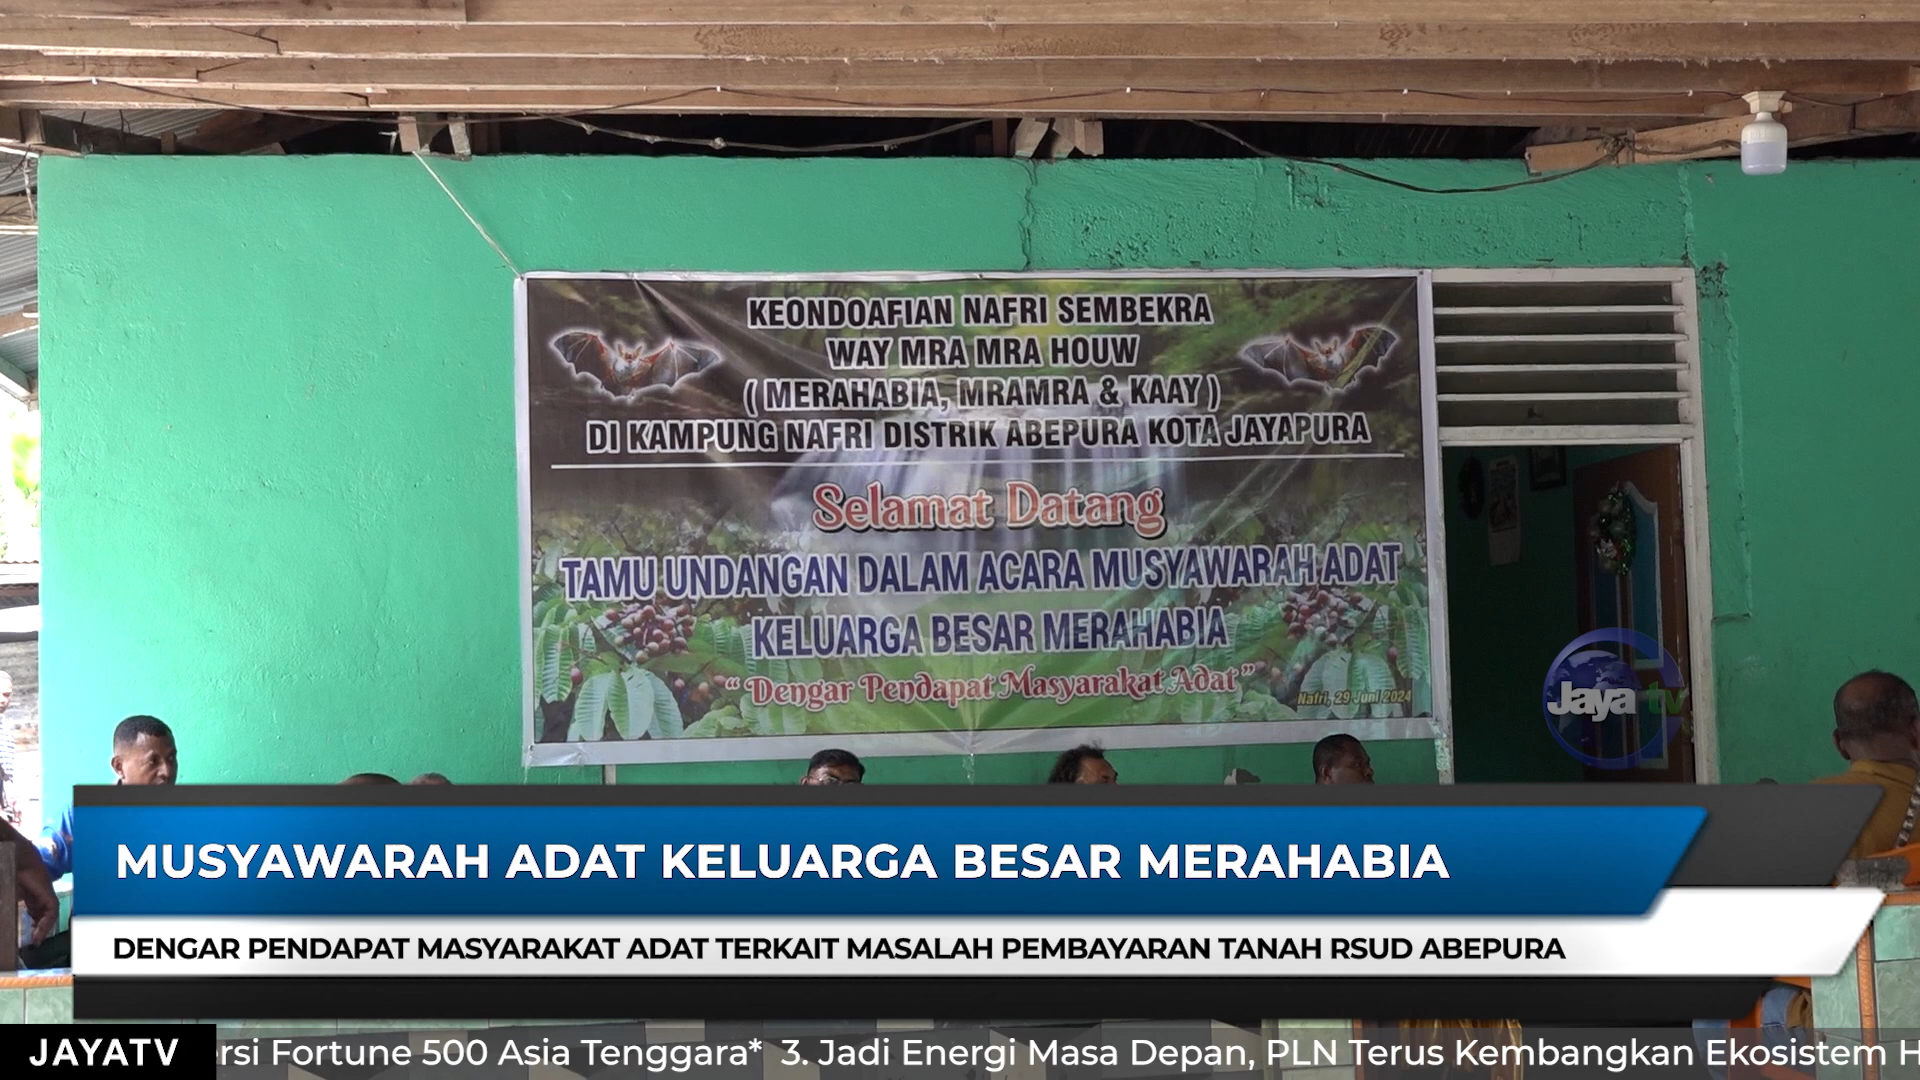 KEONDOAFIAN NAFRI SEMBEKRA
WAY MRA MRA HOUW
( MERAHABIA, MRAMRA & KAAY )
DI KAMPUNG NAFRI DISTRIK ABEPURA KOTA JAYAPURA
Selamat Datang
TAMU UNDANGAN DALAM ACARA MUSYAWARAH ADAT
KELUARGA BESAR MERAHABIA
“ Dengar Pendapat Masyarakat Adat ”
Nafri, 29 Juni 2024
Jaya tv
MUSYAWARAH ADAT KELUARGA BESAR MERAHABIA
DENGAR PENDAPAT MASYARAKAT ADAT TERKAIT MASALAH PEMBAYARAN TANAH RSUD ABEPURA
JAYATV ersi Fortune 500 Asia Tenggara* 3. Jadi Energi Masa Depan, PLN Terus Kembangkan Ekosistem H